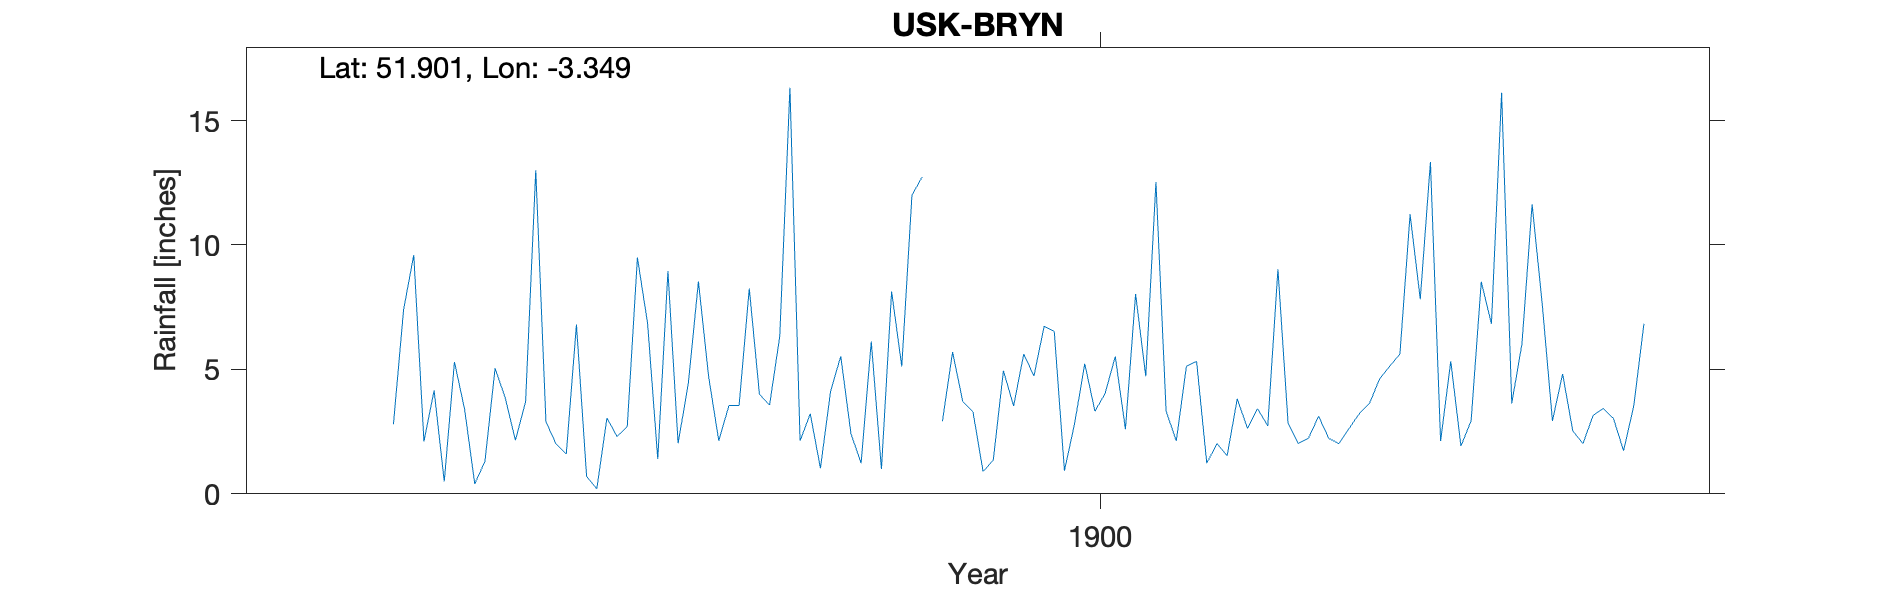 USK-BRYN
Lat: 51.901, Lon: -3.349
15
10
5
0
Rainfall [inches]
1900
Year